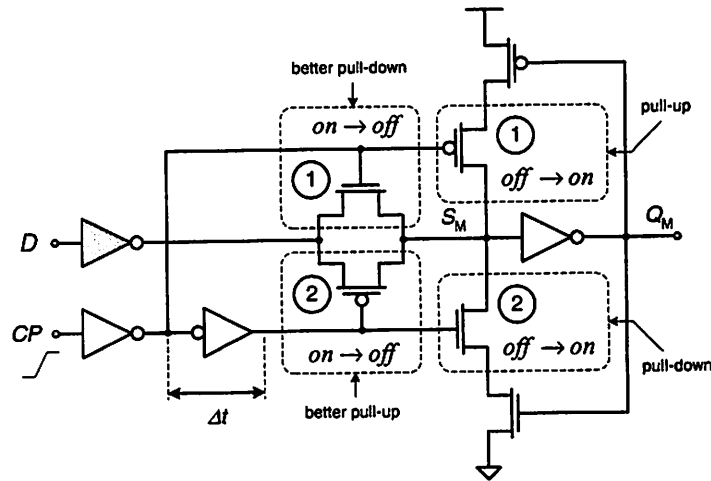 better pull-down
on → off
1
1
off → on
pull-up
S_M
Q_M
D
2
2
CP
on → off
off → on
Δt
better pull-up
pull-down